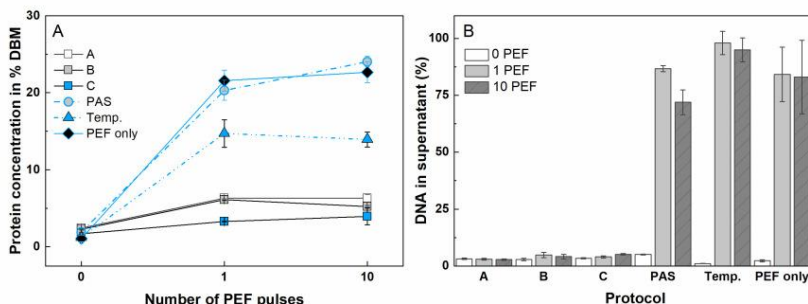 A
A
B
C
PAS
Temp.
PEF only
Protein concentration in % DBM
30
20
10
0
0
1
10
Number of PEF pulses
B
0 PEF
1 PEF
10 PEF
DNA in supernatant (%)
100
75
50
25
0
A B C PAS Temp. PEF only
Protocol